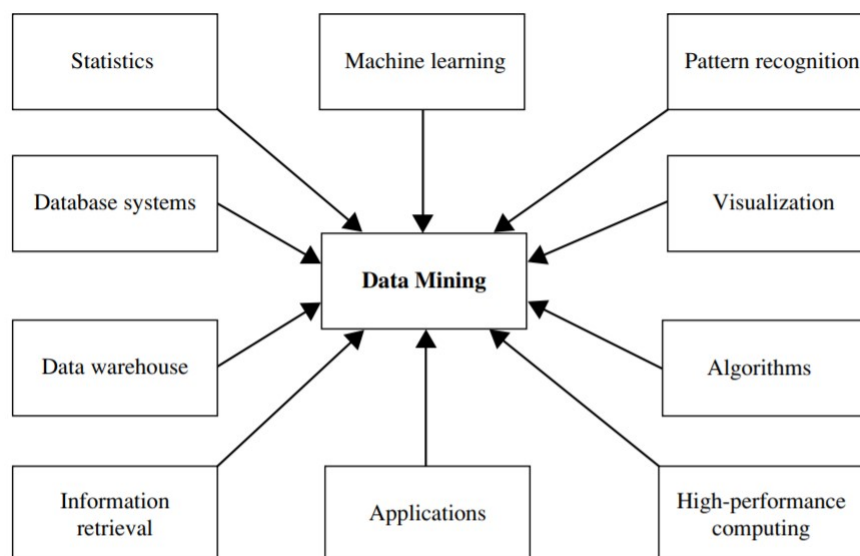 Statistics
Machine learning
Pattern recognition
Database systems
Visualization
Data Mining
Data warehouse
Algorithms
Information
retrieval
Applications
High-performance
computing